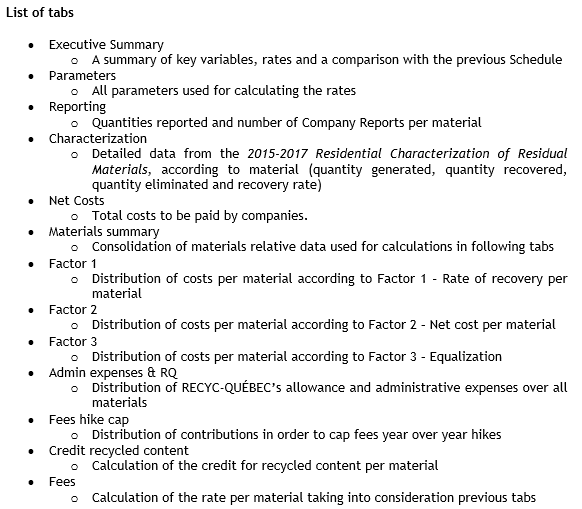 List of tabs
• Executive Summary
o A summary of key variables, rates and a comparison with the previous Schedule
• Parameters
o All parameters used for calculating the rates
• Reporting
o Quantities reported and number of Company Reports per material
• Characterization
o Detailed data from the 2015-2017 Residential Characterization of Residual
Materials, according to material (quantity generated, quantity recovered,
quantity eliminated and recovery rate)
• Net Costs
o Total costs to be paid by companies.
• Materials summary
o Consolidation of materials relative data used for calculations in following tabs
• Factor 1
o Distribution of costs per material according to Factor 1 - Rate of recovery per
material
• Factor 2
o Distribution of costs per material according to Factor 2 - Net cost per material
• Factor 3
o Distribution of costs per material according to Factor 3 - Equalization
• Admin expenses & RQ
o Distribution of RECYC-QUÉBEC's allowance and administrative expenses over all
materials
• Fees hike cap
o Distribution of contributions in order to cap fees year over year hikes
• Credit recycled content
o Calculation of the credit for recycled content per material
• Fees
o Calculation of the rate per material taking into consideration previous tabs